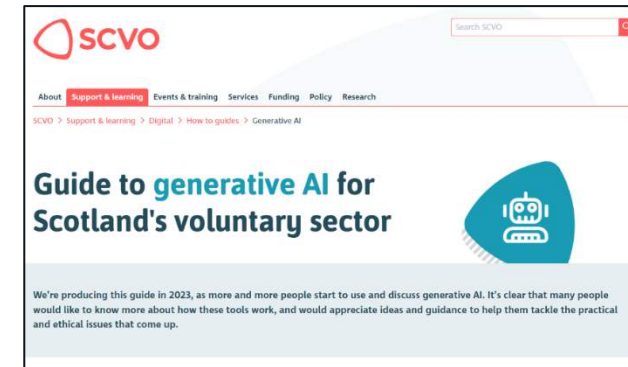 scvo
Search SCVO
About Support & learning Events & training Services Funding Policy Research
SCVO > Support & learning > Digital > How to guides > Generative AI
Guide to generative AI for
Scotland's voluntary sector
We're producing this guide in 2023, as more and more people start to use and discuss generative AI. It's clear that many people
would like to know more about how these tools work, and would appreciate ideas and guidance to help them tackle the practical
and ethical issues that come up.